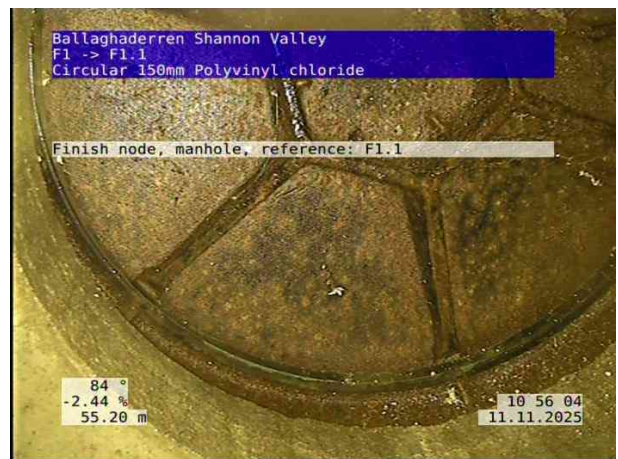 Ballaghaderren Shannon Valley
F1 -> F1.1
Circular 150mm Polyvinyl chloride
Finish node, manhole, reference: F1.1
84 °
-2.44 %
55.20 m
10 56 04
11.11.2025